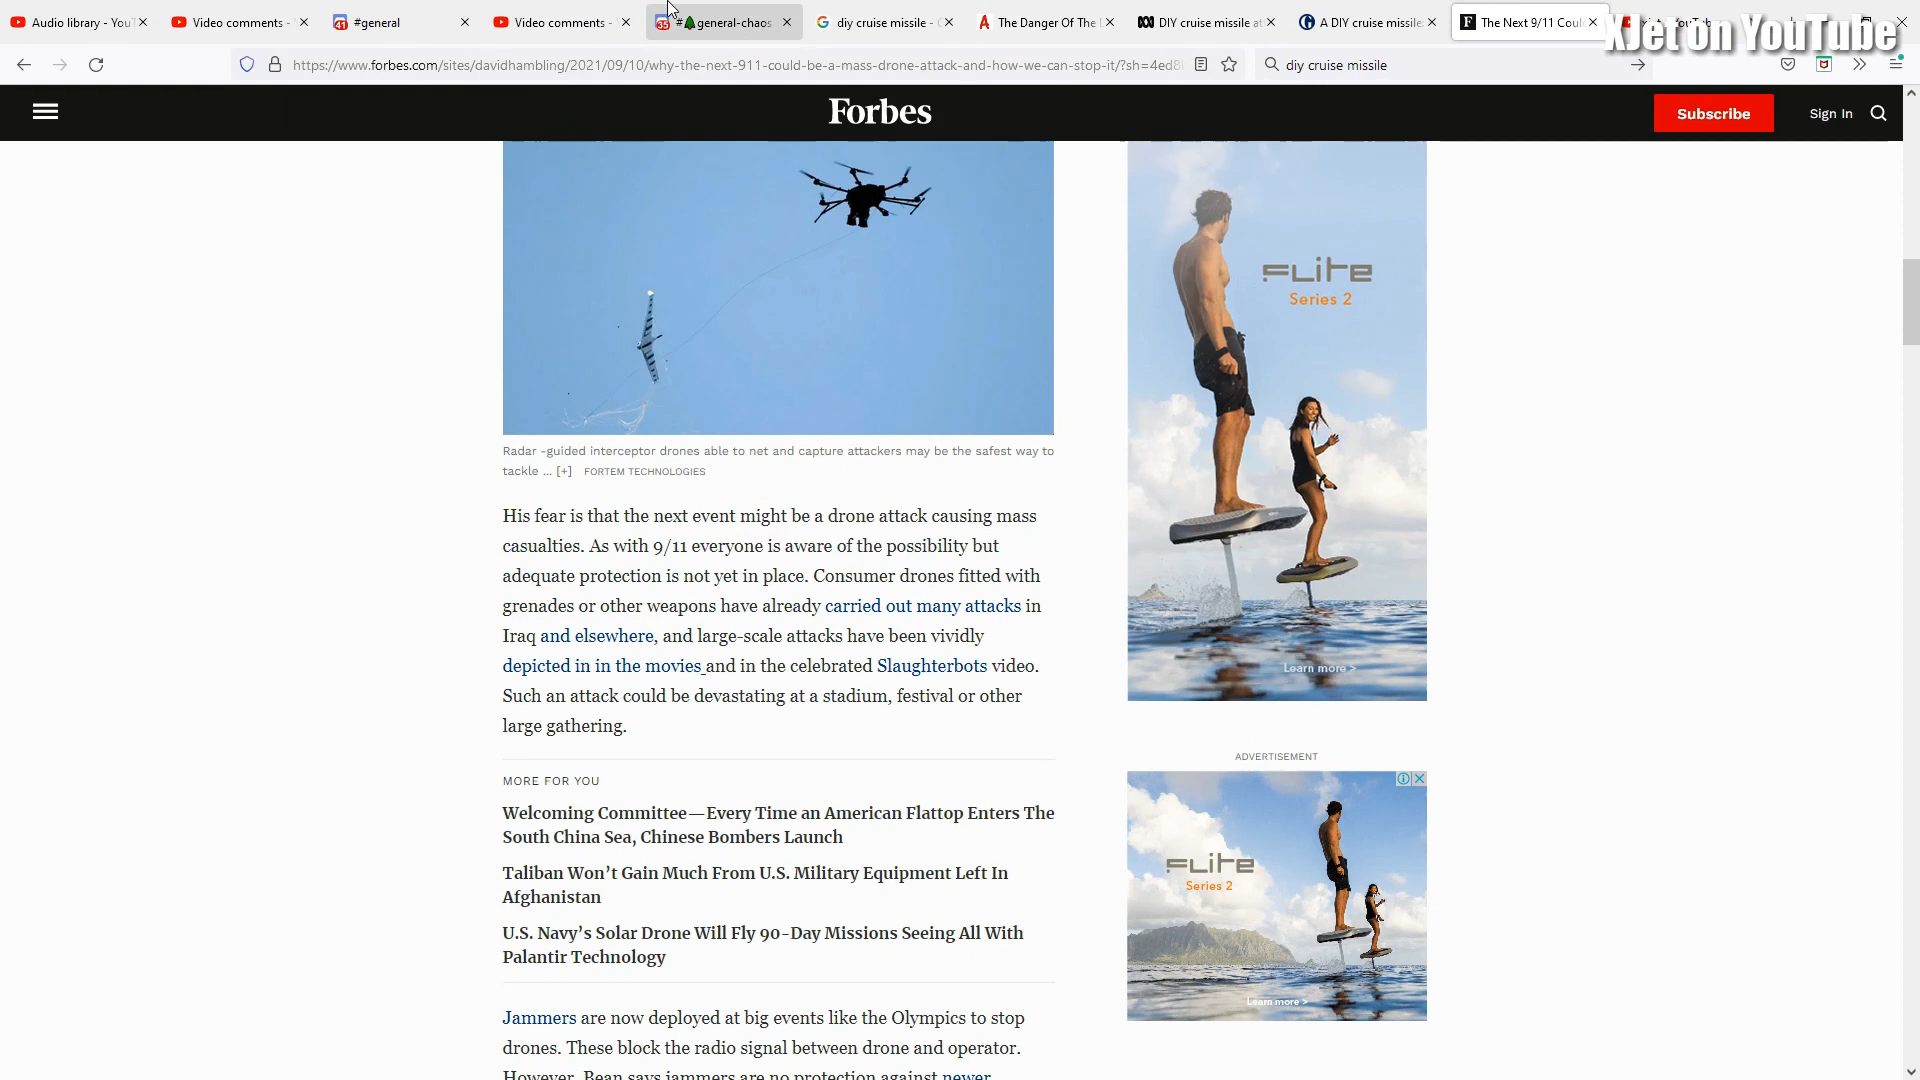 Audio library - YouT
Video comments -
#general
Video comments - Y
#🌲general-chaos
diy cruise missile - G
The Danger Of The D
DIY cruise missile at
A DIY cruise missile:
The Next 9/11 Coul
XJet on YouTube
https://www.forbes.com/sites/davidhambling/2021/09/10/why-the-next-911-could-be-a-mass-drone-attack-and-how-we-can-stop-it/?sh=4ed8
diy cruise missile
Forbes
Subscribe
Sign In
FLITE
Series 2
Learn more >
Radar -guided interceptor drones able to net and capture attackers may be the safest way to
tackle ... [+] FORTEM TECHNOLOGIES
His fear is that the next event might be a drone attack causing mass
casualties. As with 9/11 everyone is aware of the possibility but
adequate protection is not yet in place. Consumer drones fitted with
grenades or other weapons have already carried out many attacks in
Iraq and elsewhere, and large-scale attacks have been vividly
depicted in in the movies and in the celebrated Slaughterbots video.
Such an attack could be devastating at a stadium, festival or other
large gathering.
MORE FOR YOU
Welcoming Committee—Every Time an American Flattop Enters The
South China Sea, Chinese Bombers Launch
Taliban Won't Gain Much From U.S. Military Equipment Left In
Afghanistan
U.S. Navy's Solar Drone Will Fly 90-Day Missions Seeing All With
Palantir Technology
ADVERTISEMENT
FLITE
Series 2
Learn more >
Jammers are now deployed at big events like the Olympics to stop
drones. These block the radio signal between drone and operator.
However, Bean says jammers are no protection against newer